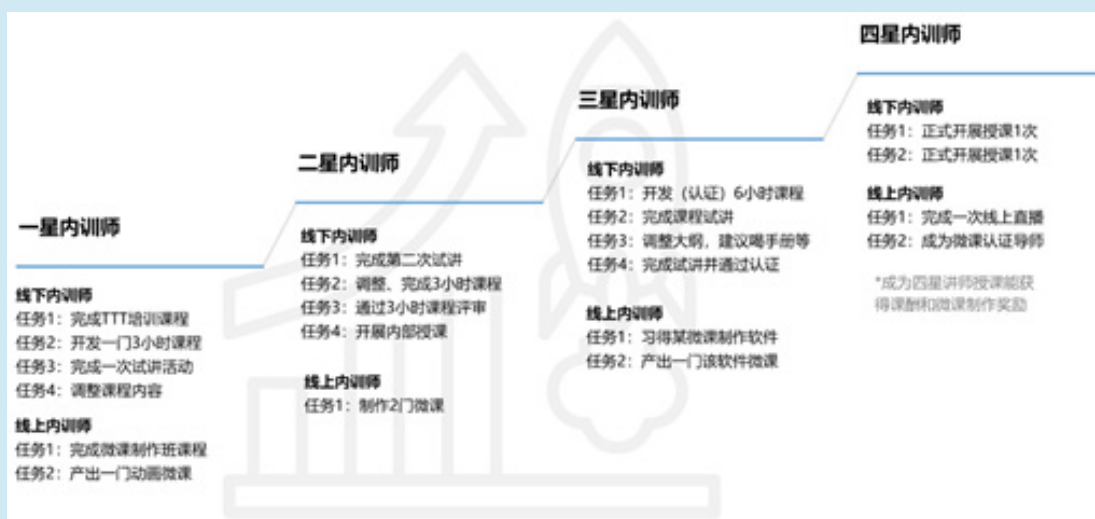 一星内训师
线下内训师
任务1：完成TTT培训课程
任务2：开发一门3小时课程
任务3：完成一次试讲活动
任务4：调整课程内容
线上内训师
任务1：完成微课制作班课程
任务2：产出一门动画微课
二星内训师
线下内训师
任务1：完成第二次试讲
任务2：调整、完成3小时课程
任务3：通过3小时课程评审
任务4：开展内部授课
线上内训师
任务1：制作2门微课
三星内训师
线下内训师
任务1：开发（认证）6小时课程
任务2：完成课程试讲
任务3：调整大纲，建议喝手册等
任务4：完成试讲并通过认证
线上内训师
任务1：习得某微课制作软件
任务2：产出一门该软件微课
四星内训师
线下内训师
任务1：正式开展授课1次
任务2：正式开展授课1次
线上内训师
任务1：完成一次线上直播
任务2：成为微课认证导师
*成为四星讲师授课能获
得课酬和微课制作奖励